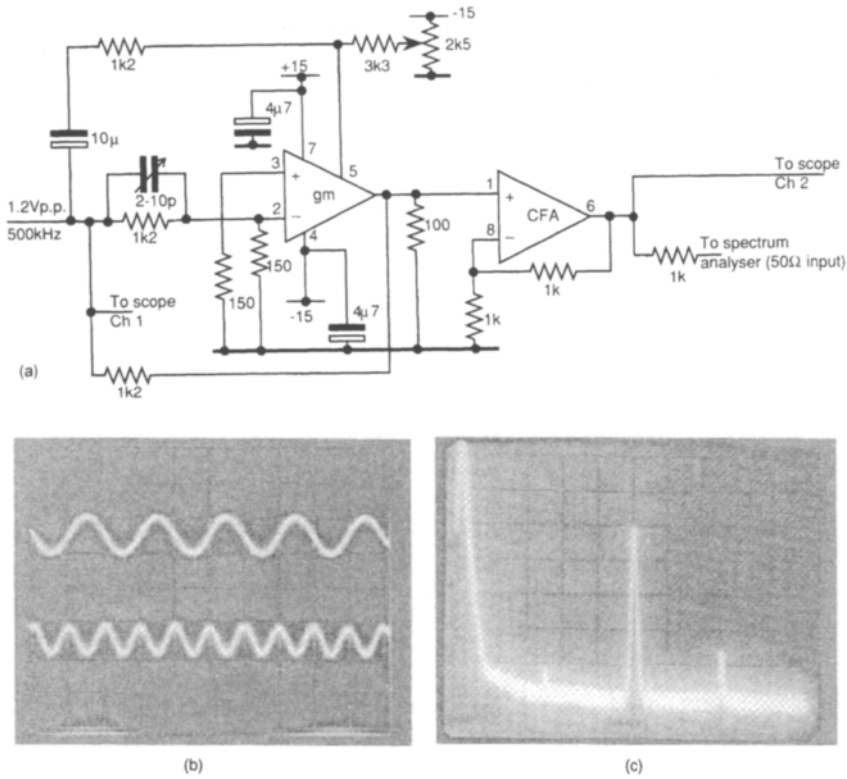 -15
1k2
3k3
2k5
+15
4µ7
10µ
7
3
+
5
gm
2-10p
2
–
4
1.2Vp.p.
500kHz
1k2
150
150
100
1
+
CFA
6
8
–
To scope
Ch 2
To spectrum
analyser (50Ω input)
1k
1k
1k
To scope
Ch 1
-15
4µ7
(a)
1k2
(b)
(c)